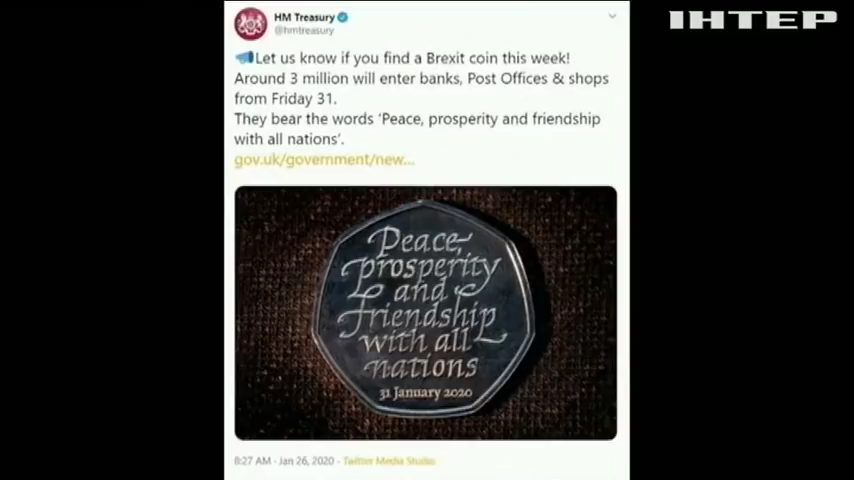 HM Treasury
@hmtreasury
ІНТЕР
Let us know if you find a Brexit coin this week!
Around 3 million will enter banks, Post Offices & shops
from Friday 31.
They bear the words ‘Peace, prosperity and friendship
with all nations’.
gov.uk/government/new...
Peace,
prosperity
and
friendship
with all
nations
31 January 2020
8:27 AM · Jan 26, 2020 · Twitter Media Studio